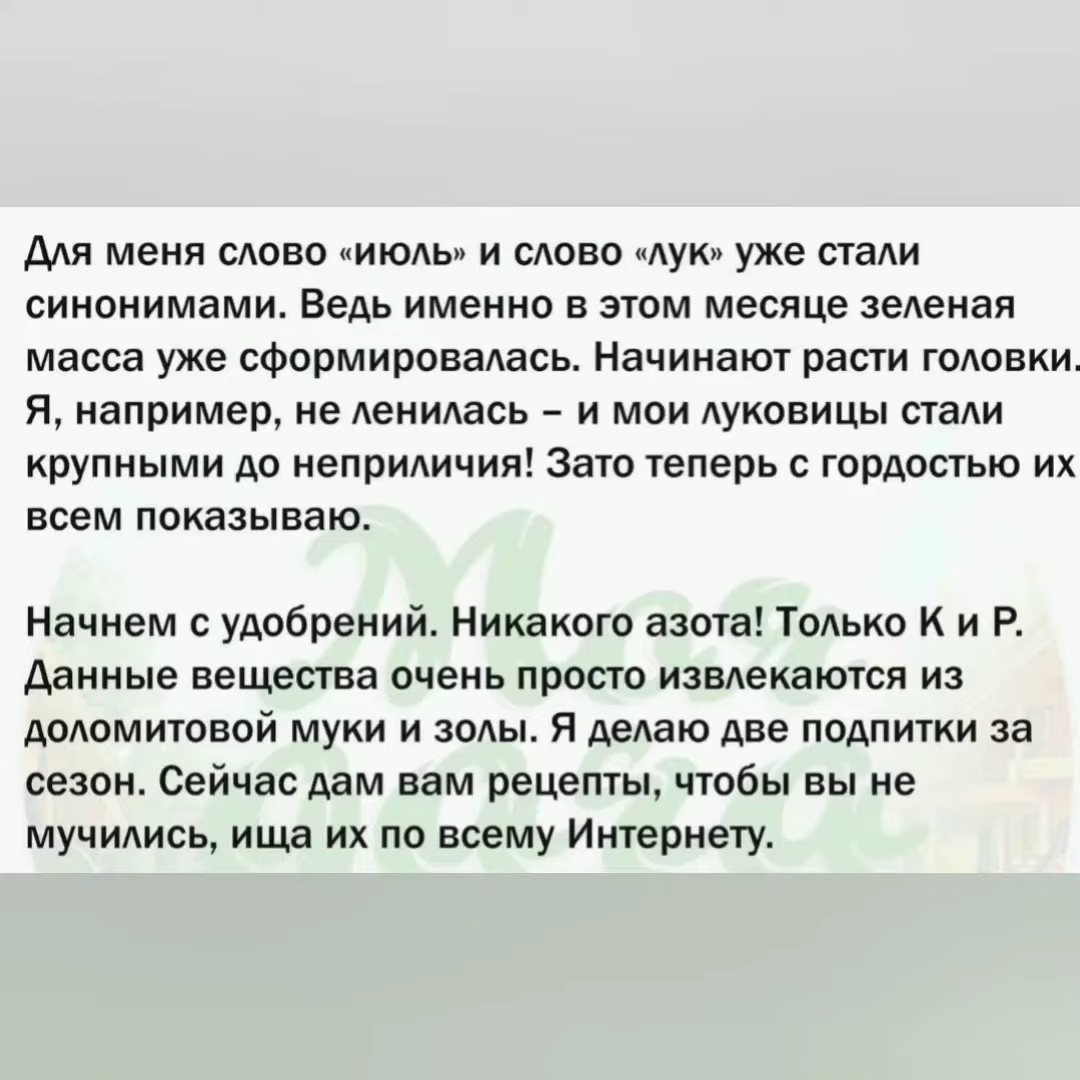 Для меня слово «июль» и слово «лук» уже стали
синонимами. Ведь именно в этом месяце зеленая
масса уже сформировалась. Начинают расти головки.
Я, например, не ленилась – и мои луковицы стали
крупными до неприличия! Зато теперь с гордостью их
всем показываю.
Начнем с удобрений. Никакого азота! Только К и Р.
Данные вещества очень просто извлекаются из
доломитовой муки и золы. Я делаю две подпитки за
сезон. Сейчас дам вам рецепты, чтобы вы не
мучились, ища их по всему Интернету.
Моя
дача